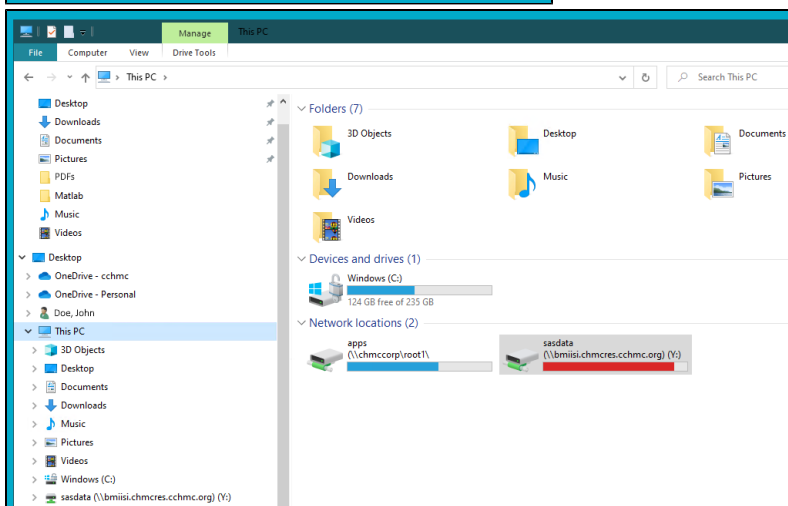 Manage
This PC
File
Computer
View
Drive Tools
This PC
Search This PC
Desktop
Downloads
Documents
Pictures
PDFs
Matlab
Music
Videos
Desktop
OneDrive - cchmc
OneDrive - Personal
Doe, John
This PC
3D Objects
Desktop
Documents
Downloads
Music
Pictures
Videos
Windows (C:)
sasdata (\\bmiisi.chmcres.cchmc.org) (Y:)
Folders (7)
3D Objects
Desktop
Documents
Downloads
Music
Pictures
Videos
Devices and drives (1)
Windows (C:)
124 GB free of 235 GB
Network locations (2)
apps
(\\chmccorp\root1\
sasdata
(\\bmiisi.chmcres.cchmc.org) (Y:)